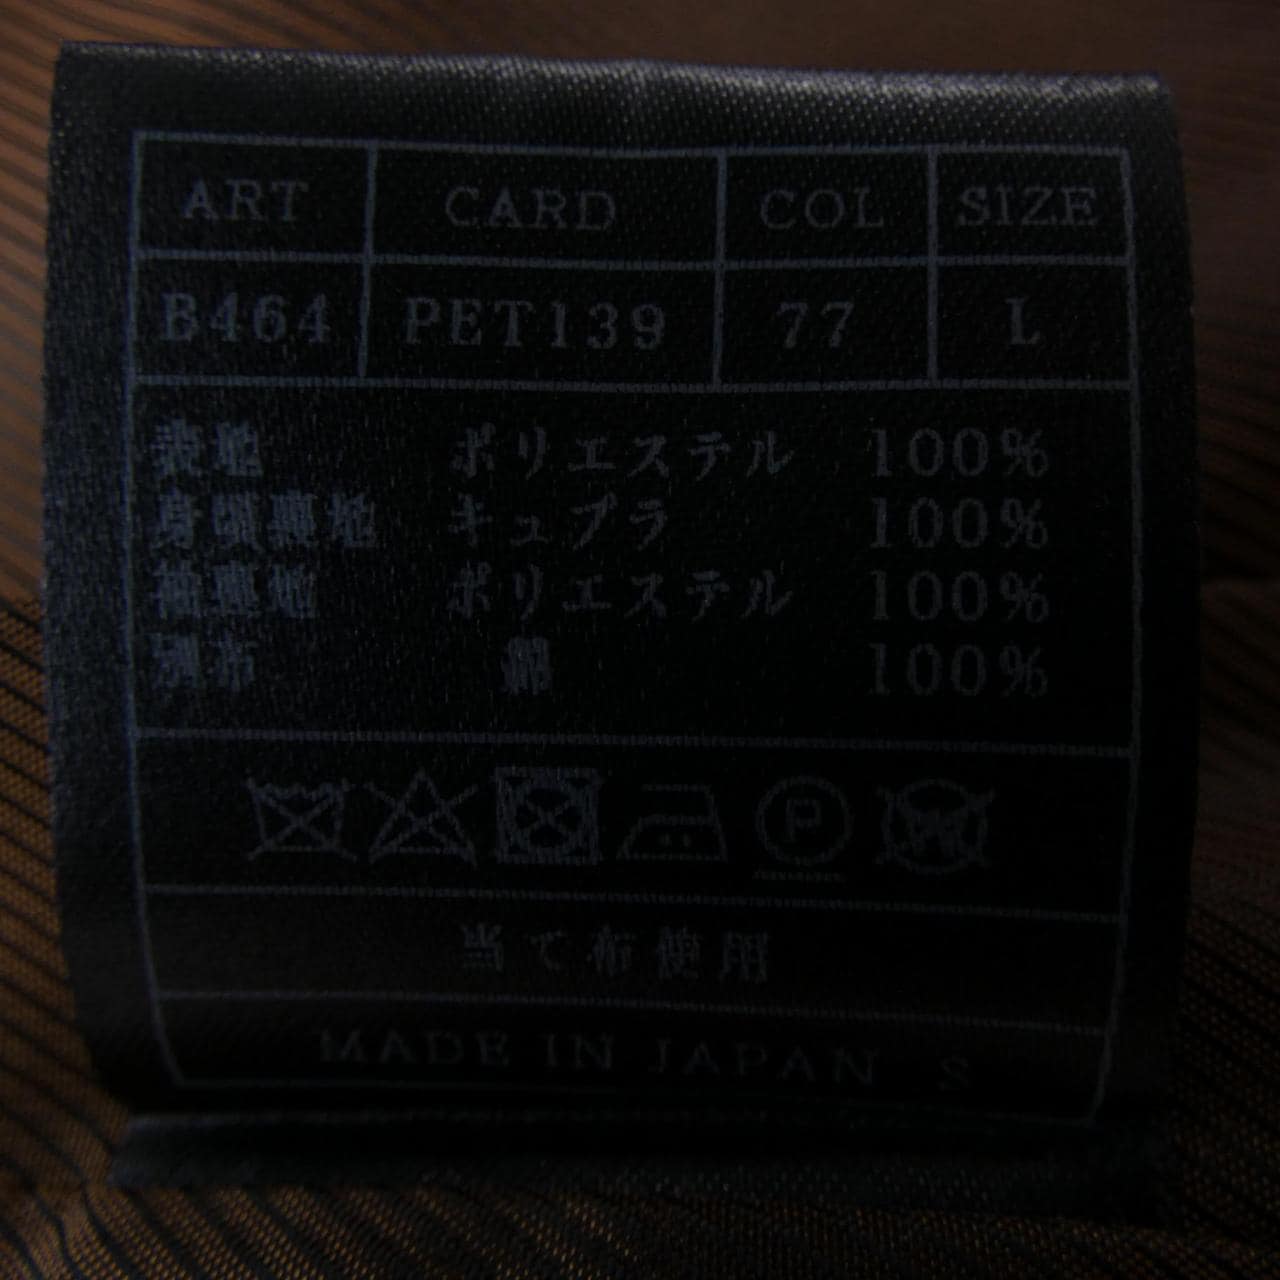 ART CARD COL SIZE
B464 PET139 77 L
表地 ポリエステル 100%
身頃裏地 キュプラ 100%
袖裏地 ポリエステル 100%
別布 綿 100%
P W
当て布使用
MADE IN JAPAN S